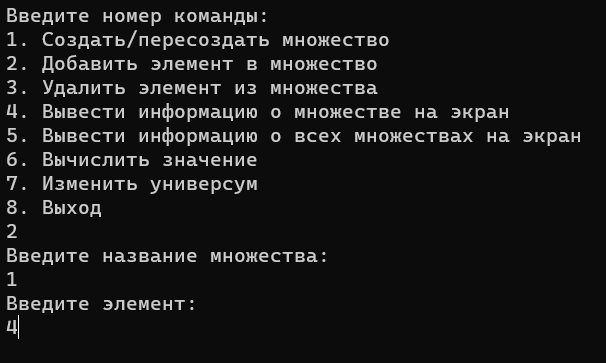 Введите номер команды:
1. Создать/пересоздать множество
2. Добавить элемент в множество
3. Удалить элемент из множества
4. Вывести информацию о множестве на экран
5. Вывести информацию о всех множествах на экран
6. Вычислить значение
7. Изменить универсум
8. Выход
2
Введите название множества:
1
Введите элемент:
4